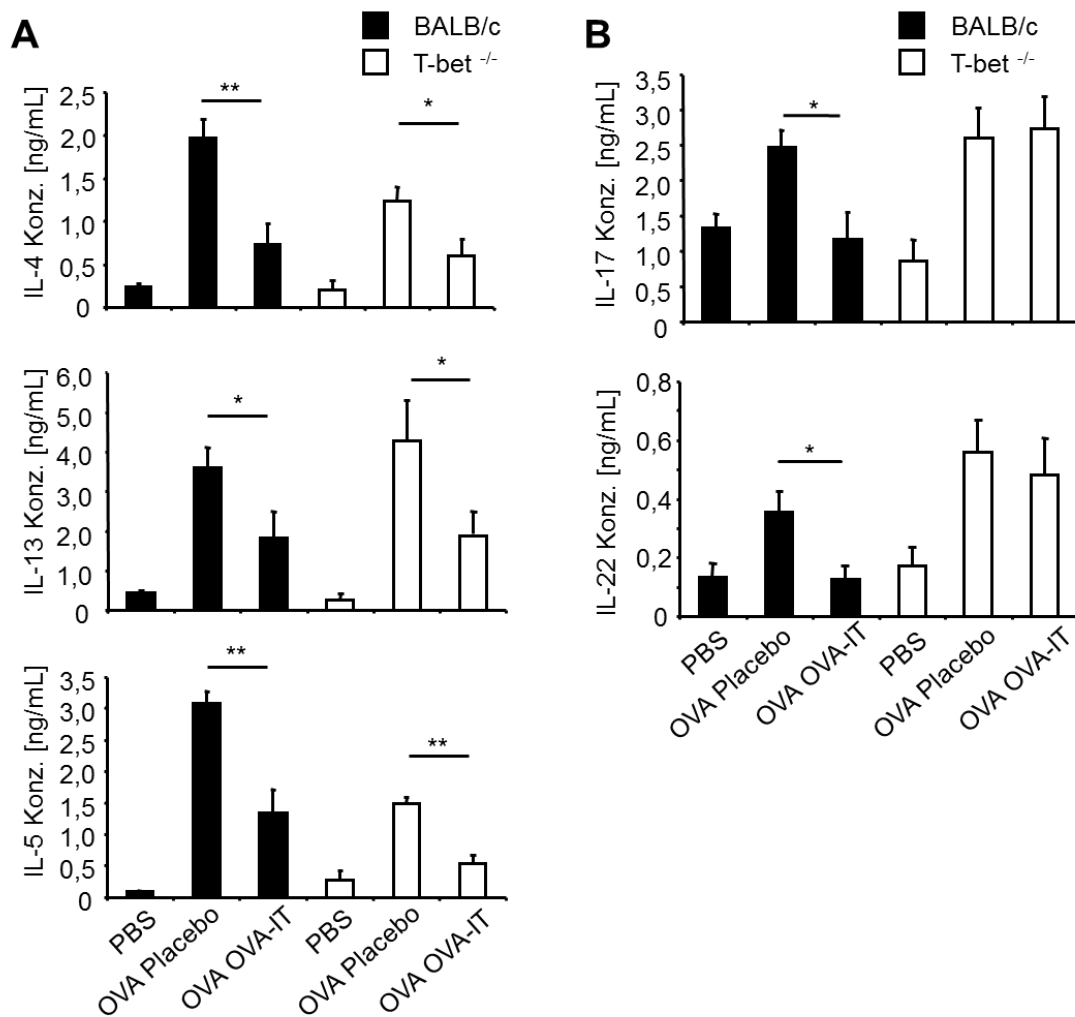 A
BALB/c
T-bet -/-
IL-4 Konz. [ng/mL]
2,5
2,0
1,5
1,0
0,5
0
**
*
IL-13 Konz. [ng/mL]
6,0
5,0
4,0
3,0
2,0
1,0
0
*
*
IL-5 Konz. [ng/mL]
3,5
3,0
2,5
2,0
1,5
1,0
0,5
0
**
**
PBS
OVA Placebo
OVA OVA-IT
PBS
OVA Placebo
OVA OVA-IT
B
BALB/c
T-bet -/-
IL-17 Konz. [ng/mL]
3,5
3,0
2,5
2,0
1,5
1,0
0,5
0
*
IL-22 Konz. [ng/mL]
0,8
0,6
0,4
0,2
0
*
PBS
OVA Placebo
OVA OVA-IT
PBS
OVA Placebo
OVA OVA-IT